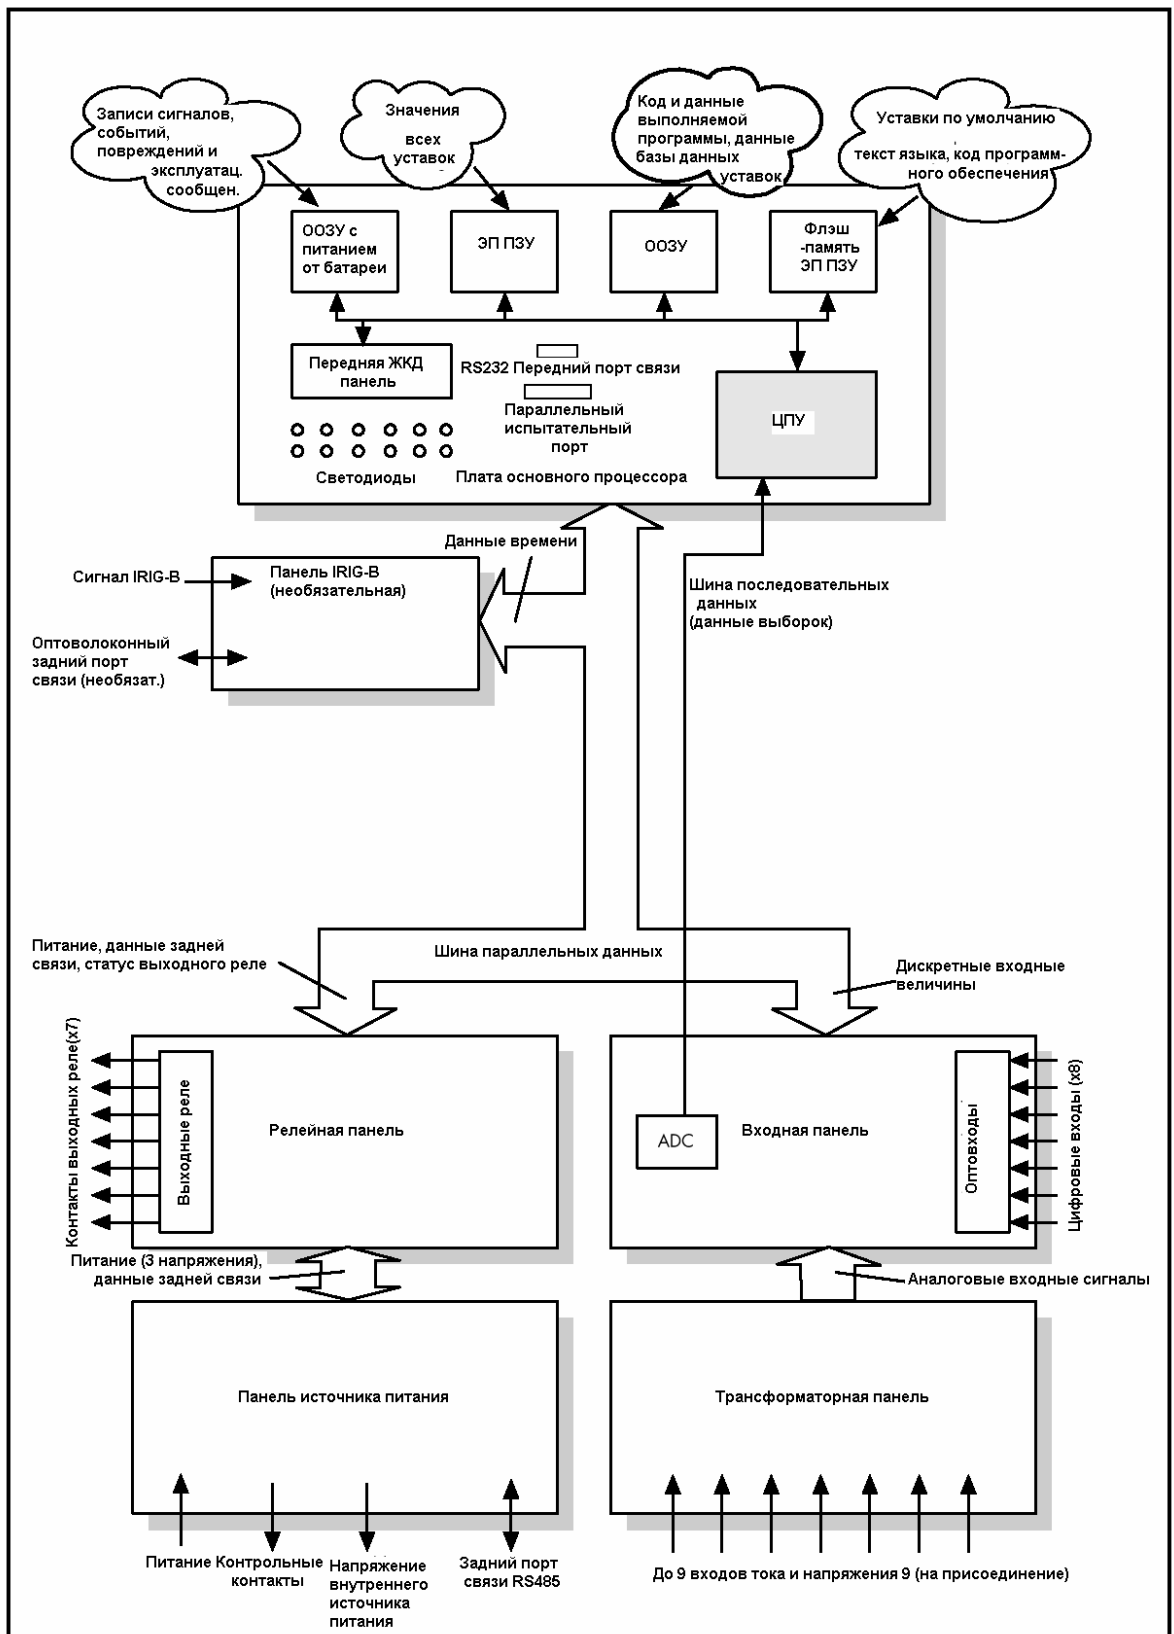 Записи сигналов,
событий,
повреждений и
эксплуатац.
сообщен.
Значения
всех
уставок
Код и данные
выполняемой
программы, данные
базы данных
уставок
Уставки по умолчанию
текст языка, код програм-
ного обеспечения
ООЗУ с
питанием
от батареи
ЭП ПЗУ
ООЗУ
Флэш
-память
ЭП ПЗУ
Передняя ЖКД
панель
RS232 Передний порт связи
Параллельный
испытательный
порт
ЦПУ
Светодиоды
Плата основного процессора
Данные времени
Сигнал IRIG-B
Панель IRIG-B
(необязательная)
Оптоволоконный
задний порт
связи (необязат.)
Шина последовательных
данных
(данные выборок)
Питание, данные задней
связи, статус выходного реле
Шина параллельных данных
Дискретные входные
величины
Контакты выходных реле(x7)
Выходные реле
Релейная панель
ADC
Входная панель
Оптовходы
Цифровые входы (x8)
Питание (3 напряжения),
данные задней связи
Аналоговые входные сигналы
Панель источника питания
Трансформаторная панель
Питание
Контрольные
контакты
Напряжение
внутреннего
источника
питания
Задний порт
связи RS485
До 9 входов тока и напряжения 9 (на присоединение)